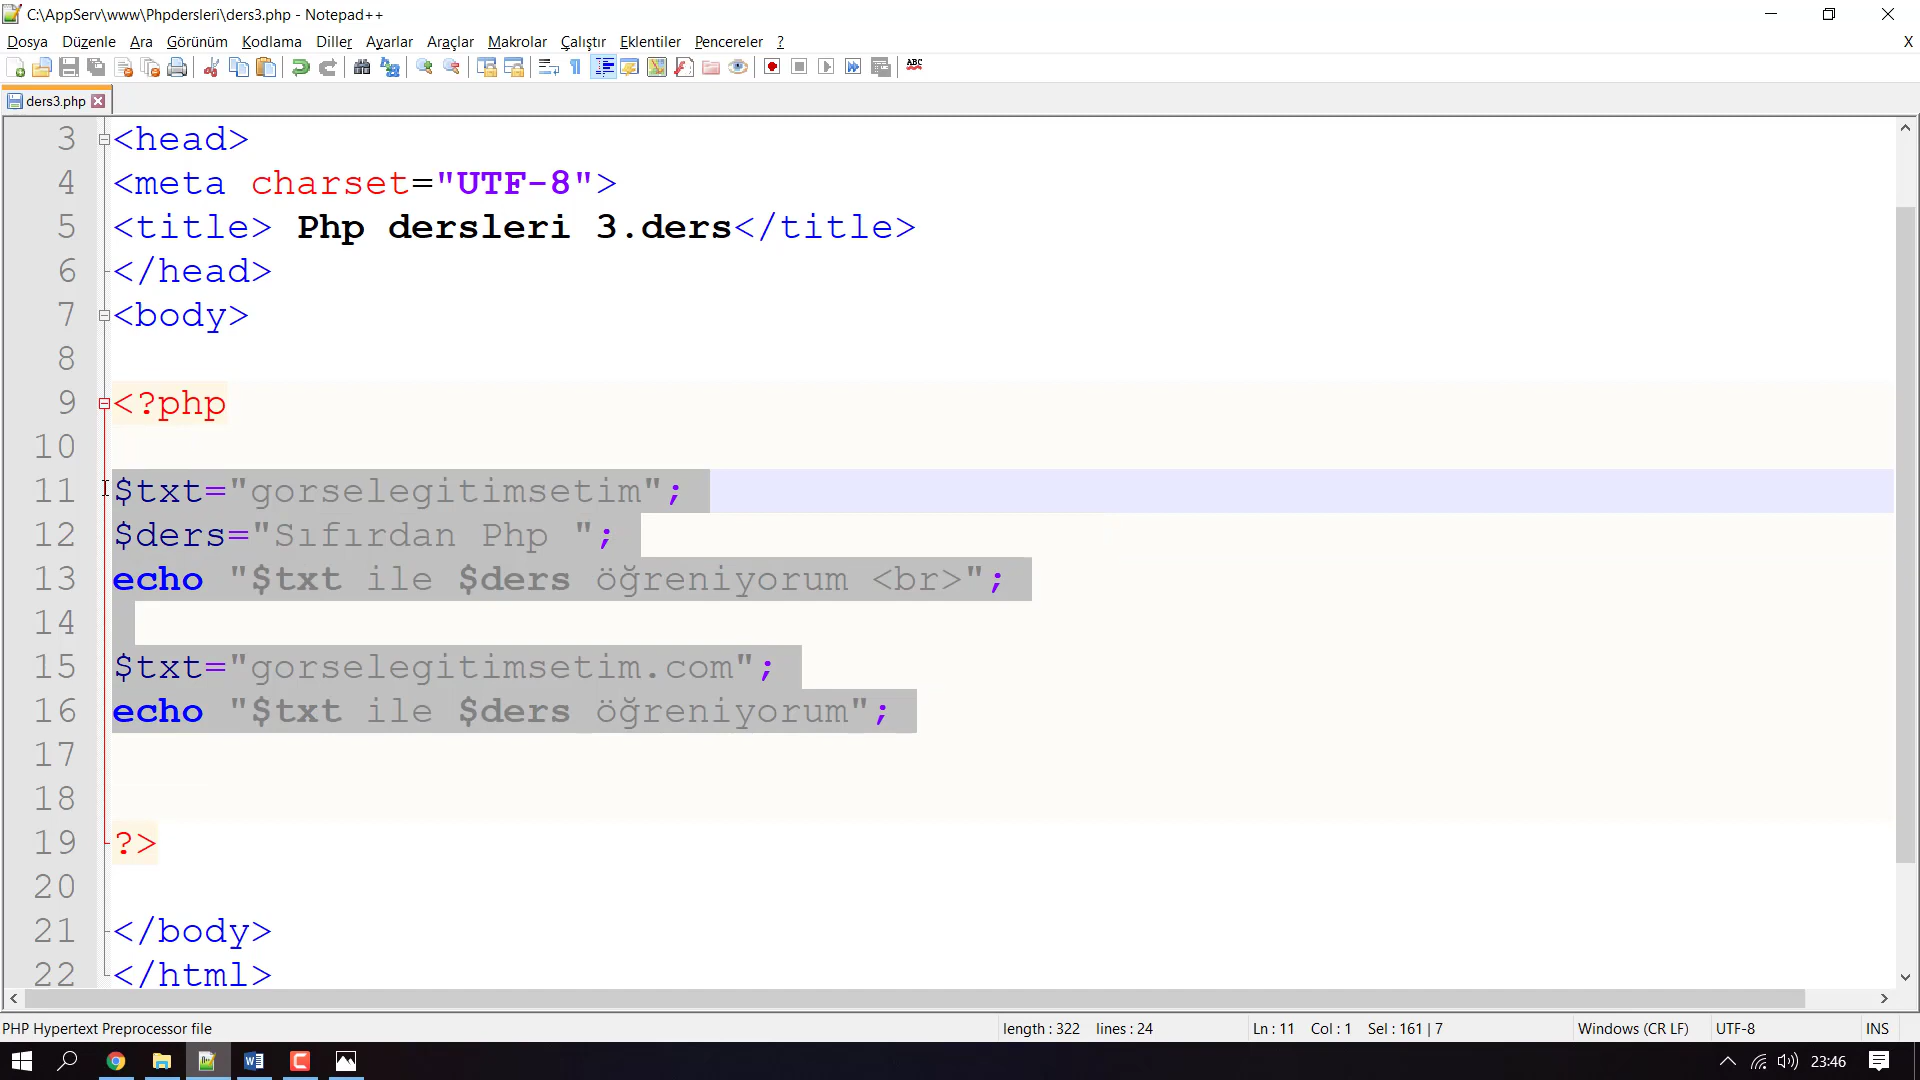 C:\AppServ\www\Phpdersleri\ders3.php - Notepad++
Dosya Düzenle Ara Görünüm Kodlama Diller Ayarlar Araçlar Makrolar Çalıştır Eklentiler Pencereler ? X
ABC
ders3.php
3 <head>
4 <meta charset="UTF-8">
5 <title> Php dersleri 3.ders</title>
6 </head>
7 <body>
8
9 <?php
10
11 $txt="gorselegitimsetim";
12 $ders="Sıfırdan Php ";
13 echo "$txt ile $ders öğreniyorum <br>";
14
15 $txt="gorselegitimsetim.com";
16 echo "$txt ile $ders öğreniyorum";
17
18
19 ?>
20
21 </body>
22 </html>
PHP Hypertext Preprocessor file length : 322 lines : 24 Ln : 11 Col : 1 Sel : 161 | 7 Windows (CR LF) UTF-8 INS
23:46